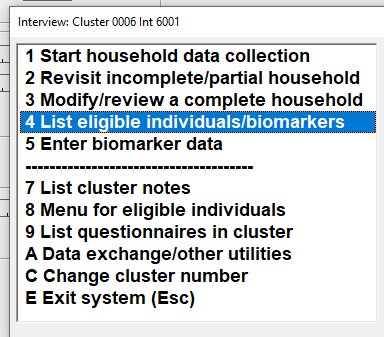 Interview: Cluster 0006 Int 6001
1 Start household data collection
2 Revisit incomplete/partial household
3 Modify/review a complete household
4 List eligible individuals/biomarkers
5 Enter biomarker data
----------------------------------
7 List cluster notes
8 Menu for eligible individuals
9 List questionnaires in cluster
A Data exchange/other utilities
C Change cluster number
E Exit system (Esc)